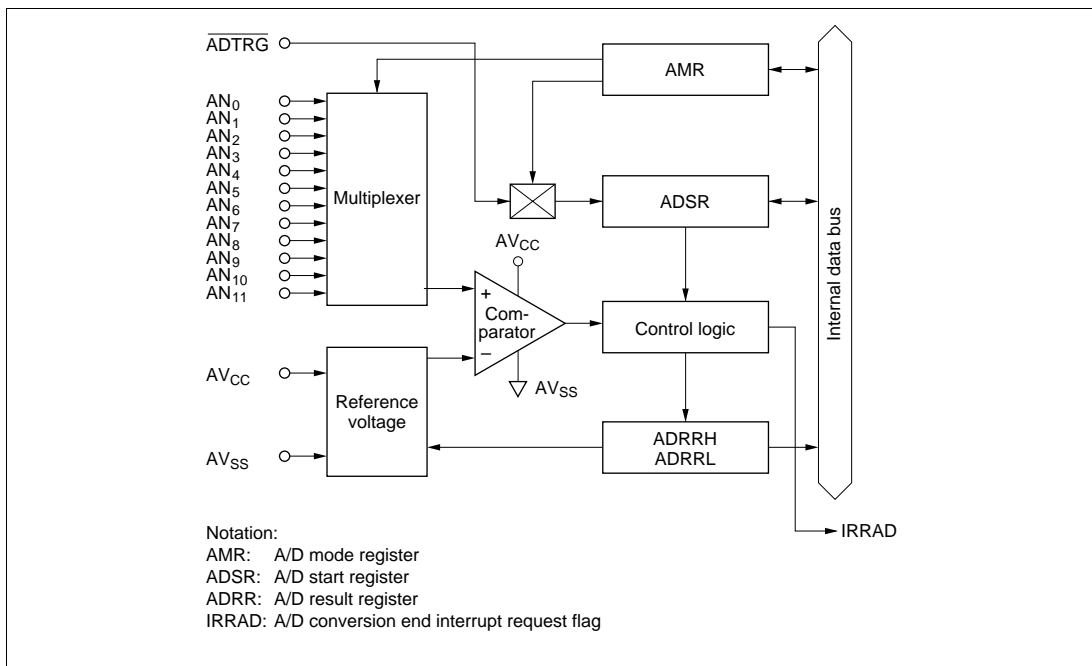 ADTRG
AMR
AN0
AN1
AN2
AN3
AN4
AN5
AN6
AN7
AN8
AN9
AN10
AN11
Multiplexer
ADSR
Internal data bus
AVCC
+
Com-
parator
−
AVSS
Control logic
AVCC
AVSS
Reference
voltage
ADRRH
ADRRL
IRRAD
Notation:
AMR: A/D mode register
ADSR: A/D start register
ADRR: A/D result register
IRRAD: A/D conversion end interrupt request flag